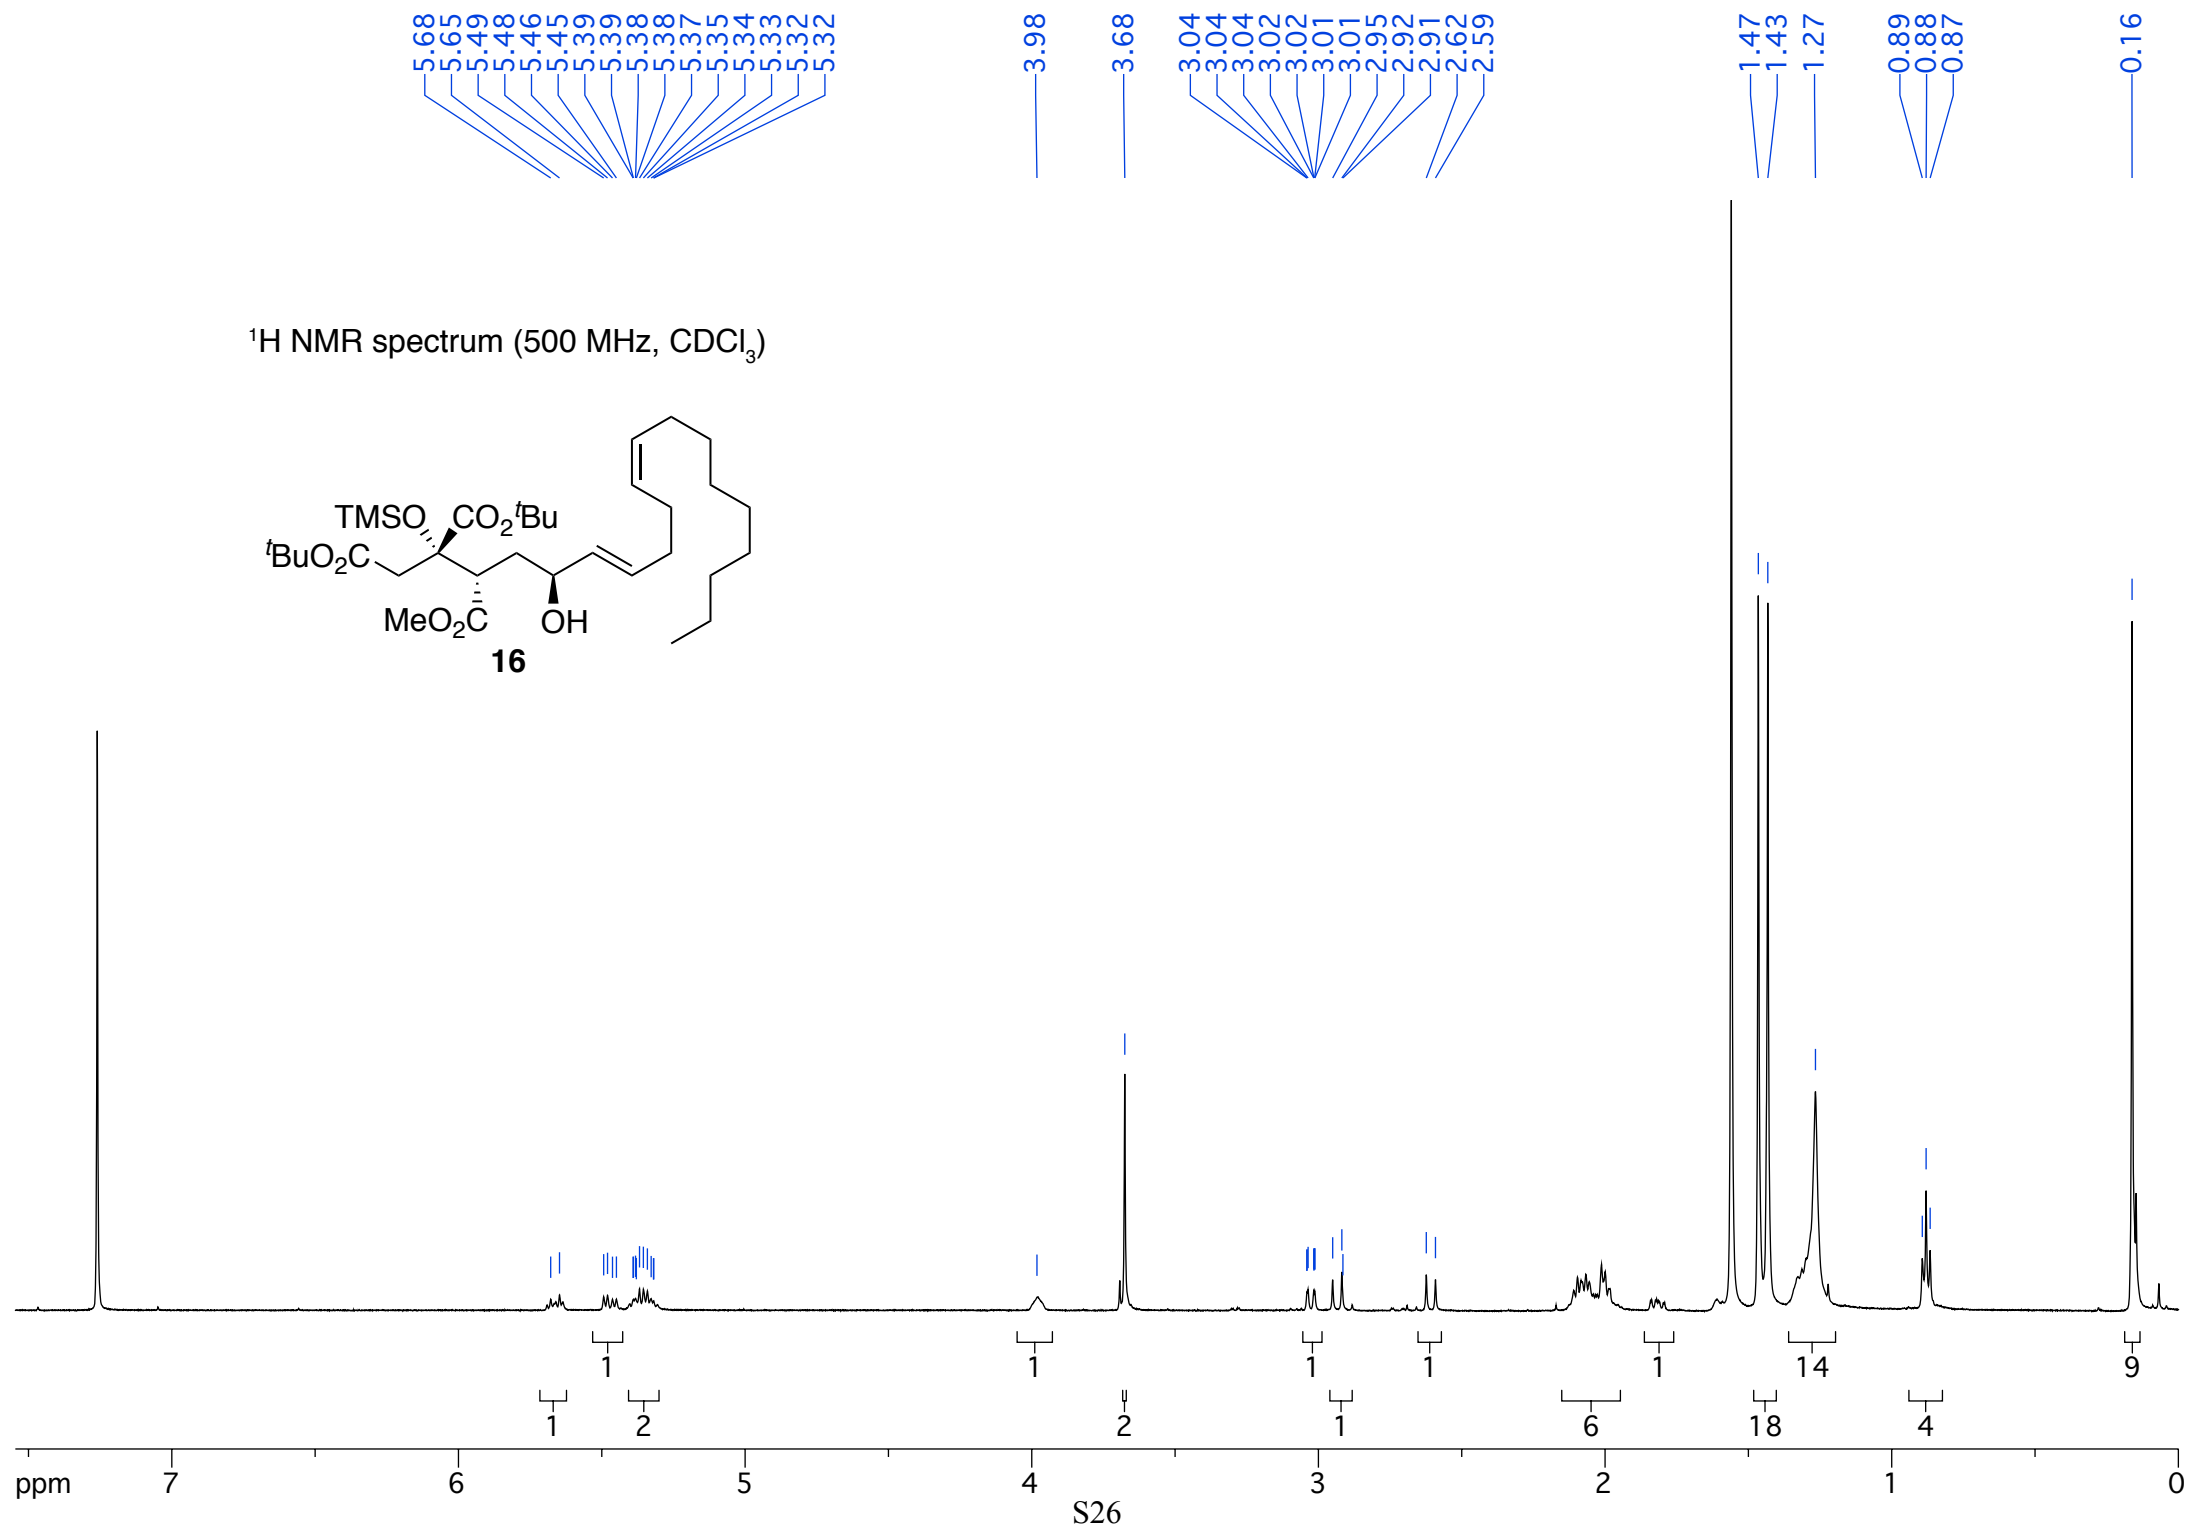 5.68 5.65 5.49 5.48 5.46 5.45 5.39 5.39 5.38 5.38 5.37 5.35 5.34 5.33 5.32 5.32 3.98 3.68 3.04 3.04 3.04 3.02 3.02 3.01 3.01 2.95 2.92 2.91 2.62 2.59 1.47 1.43 1.27 0.89 0.88 0.87 0.16
¹H NMR spectrum (500 MHz, CDCl₃)
TMSO CO₂ᵗBu
ᵗBuO₂C
MeO₂C OH
16
1 1 1 1 1 14 9
1 2 2 1 6 18 4
ppm 7 6 5 4 3 2 1 0
S26